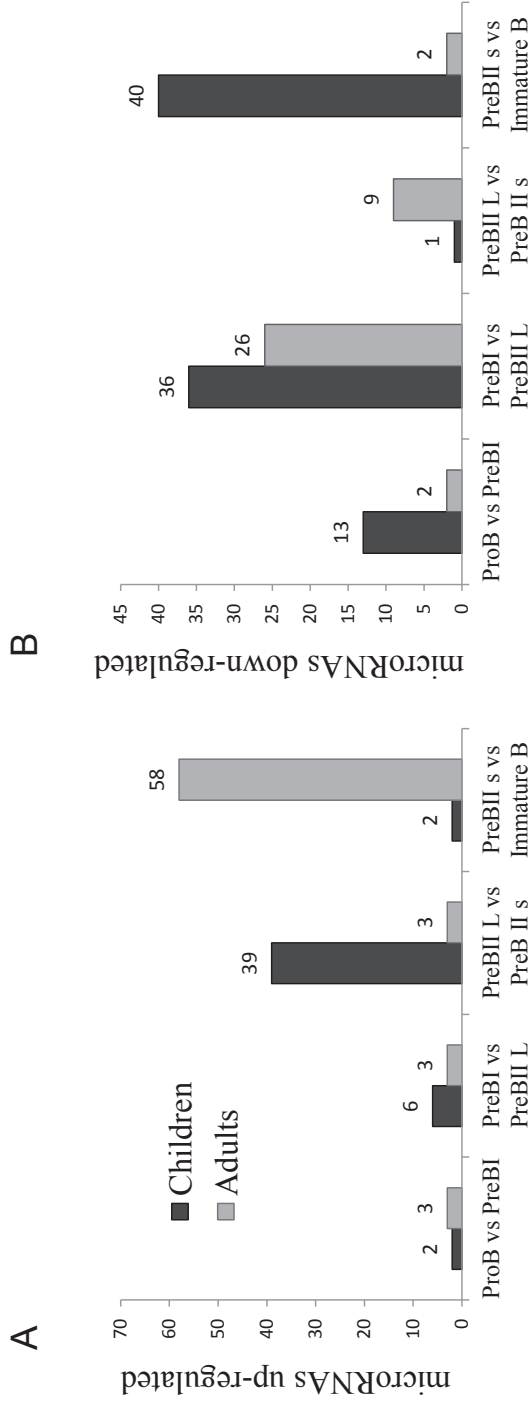 A
microRNAs up-regulated
70
60
50
40
30
20
10
0
Children
Adults
2
3
6
3
39
3
2
58
ProB vs PreBI
PreBI vs
PreBII L
PreBII L vs
PreB II s
PreBII s vs
Immature B
B
microRNAs down-regulated
45
40
35
30
25
20
15
10
5
0
13
2
36
26
1
9
40
2
ProB vs PreBI
PreBI vs
PreBII L
PreBII L vs
PreB II s
PreBII s vs
Immature B